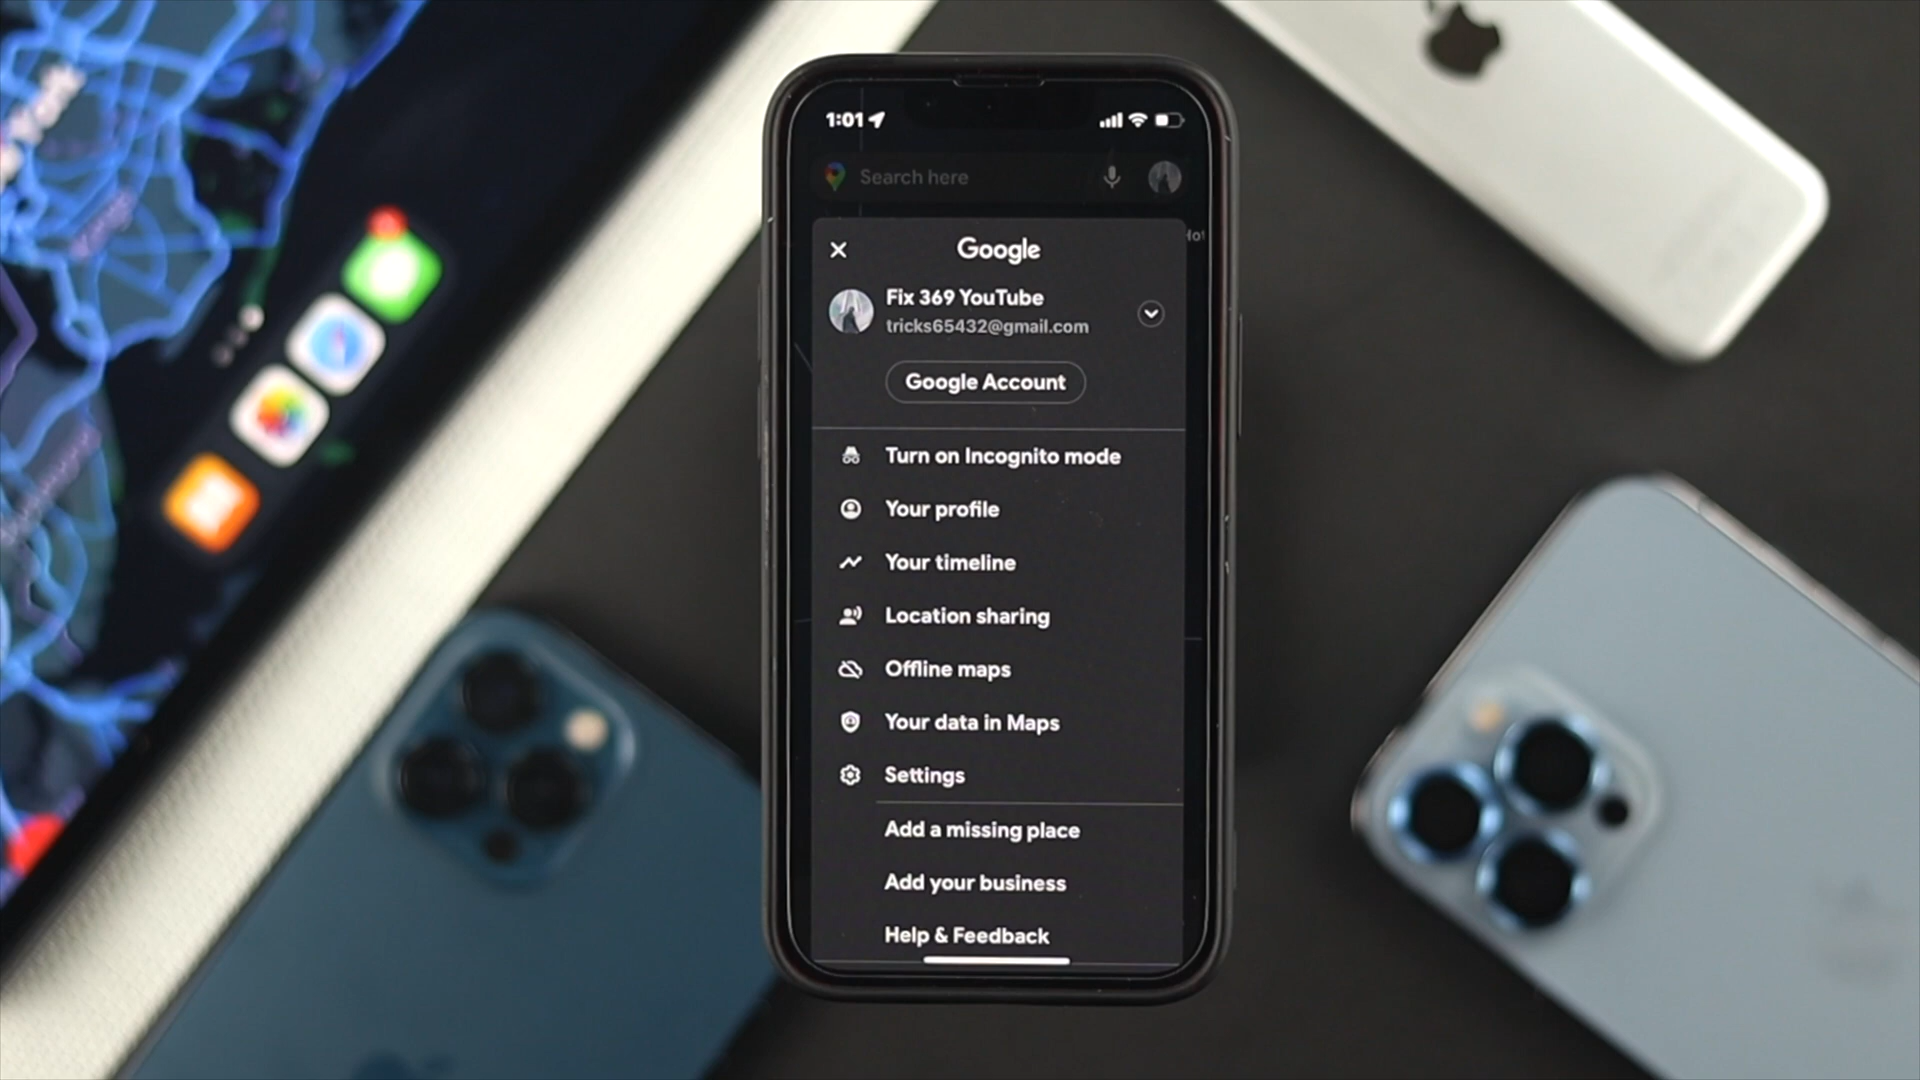 1:01
Search here
Hot
Google
Fix 369 YouTube
tricks65432@gmail.com
Google Account
Turn on Incognito mode
Your profile
Your timeline
Location sharing
Offline maps
Your data in Maps
Settings
Add a missing place
Add your business
Help & Feedback